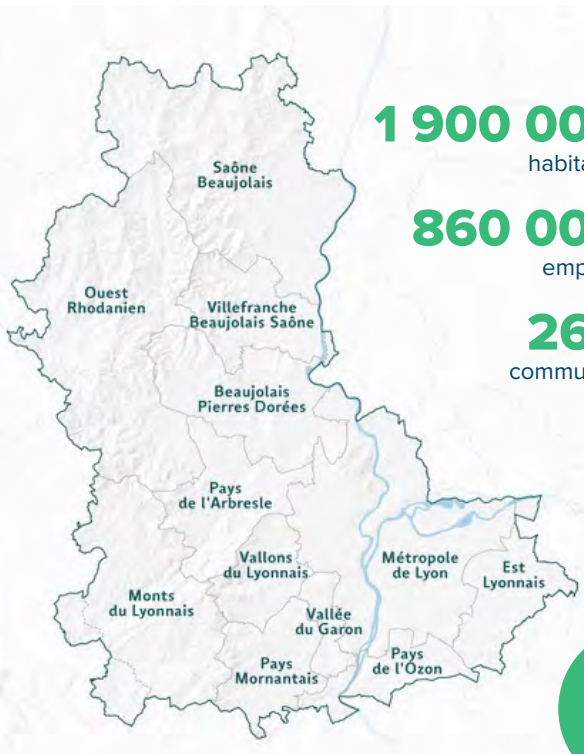 1 900 00
habita
860 00
emp
26
commu
Saône
Beaujolais
Ouest
Rhodanien
Villefranche
Beaujolais Saône
Beaujolais
Pierres Dorées
Pays
de l'Arbresle
Vallons
du Lyonnais
Métropole
de Lyon
Est
Lyonnais
Monts
du Lyonnais
Vallée
du Garon
Pays
Mornantais
Pays
de l'Ozon